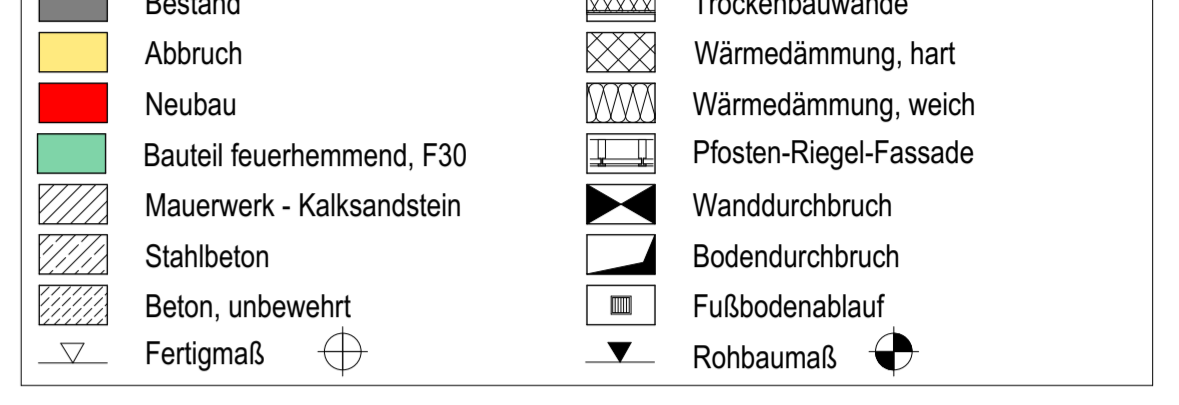 Bestand
Abbruch
Neubau
Bauteil feuerhemmend, F30
Mauerwerk - Kalksandstein
Stahlbeton
Beton, unbewehrt
Fertigmaß
Trockenbauwände
Wärmedämmung, hart
Wärmedämmung, weich
Pfosten-Riegel-Fassade
Wanddurchbruch
Bodendurchbruch
Fußbodenablauf
Rohbaumaß